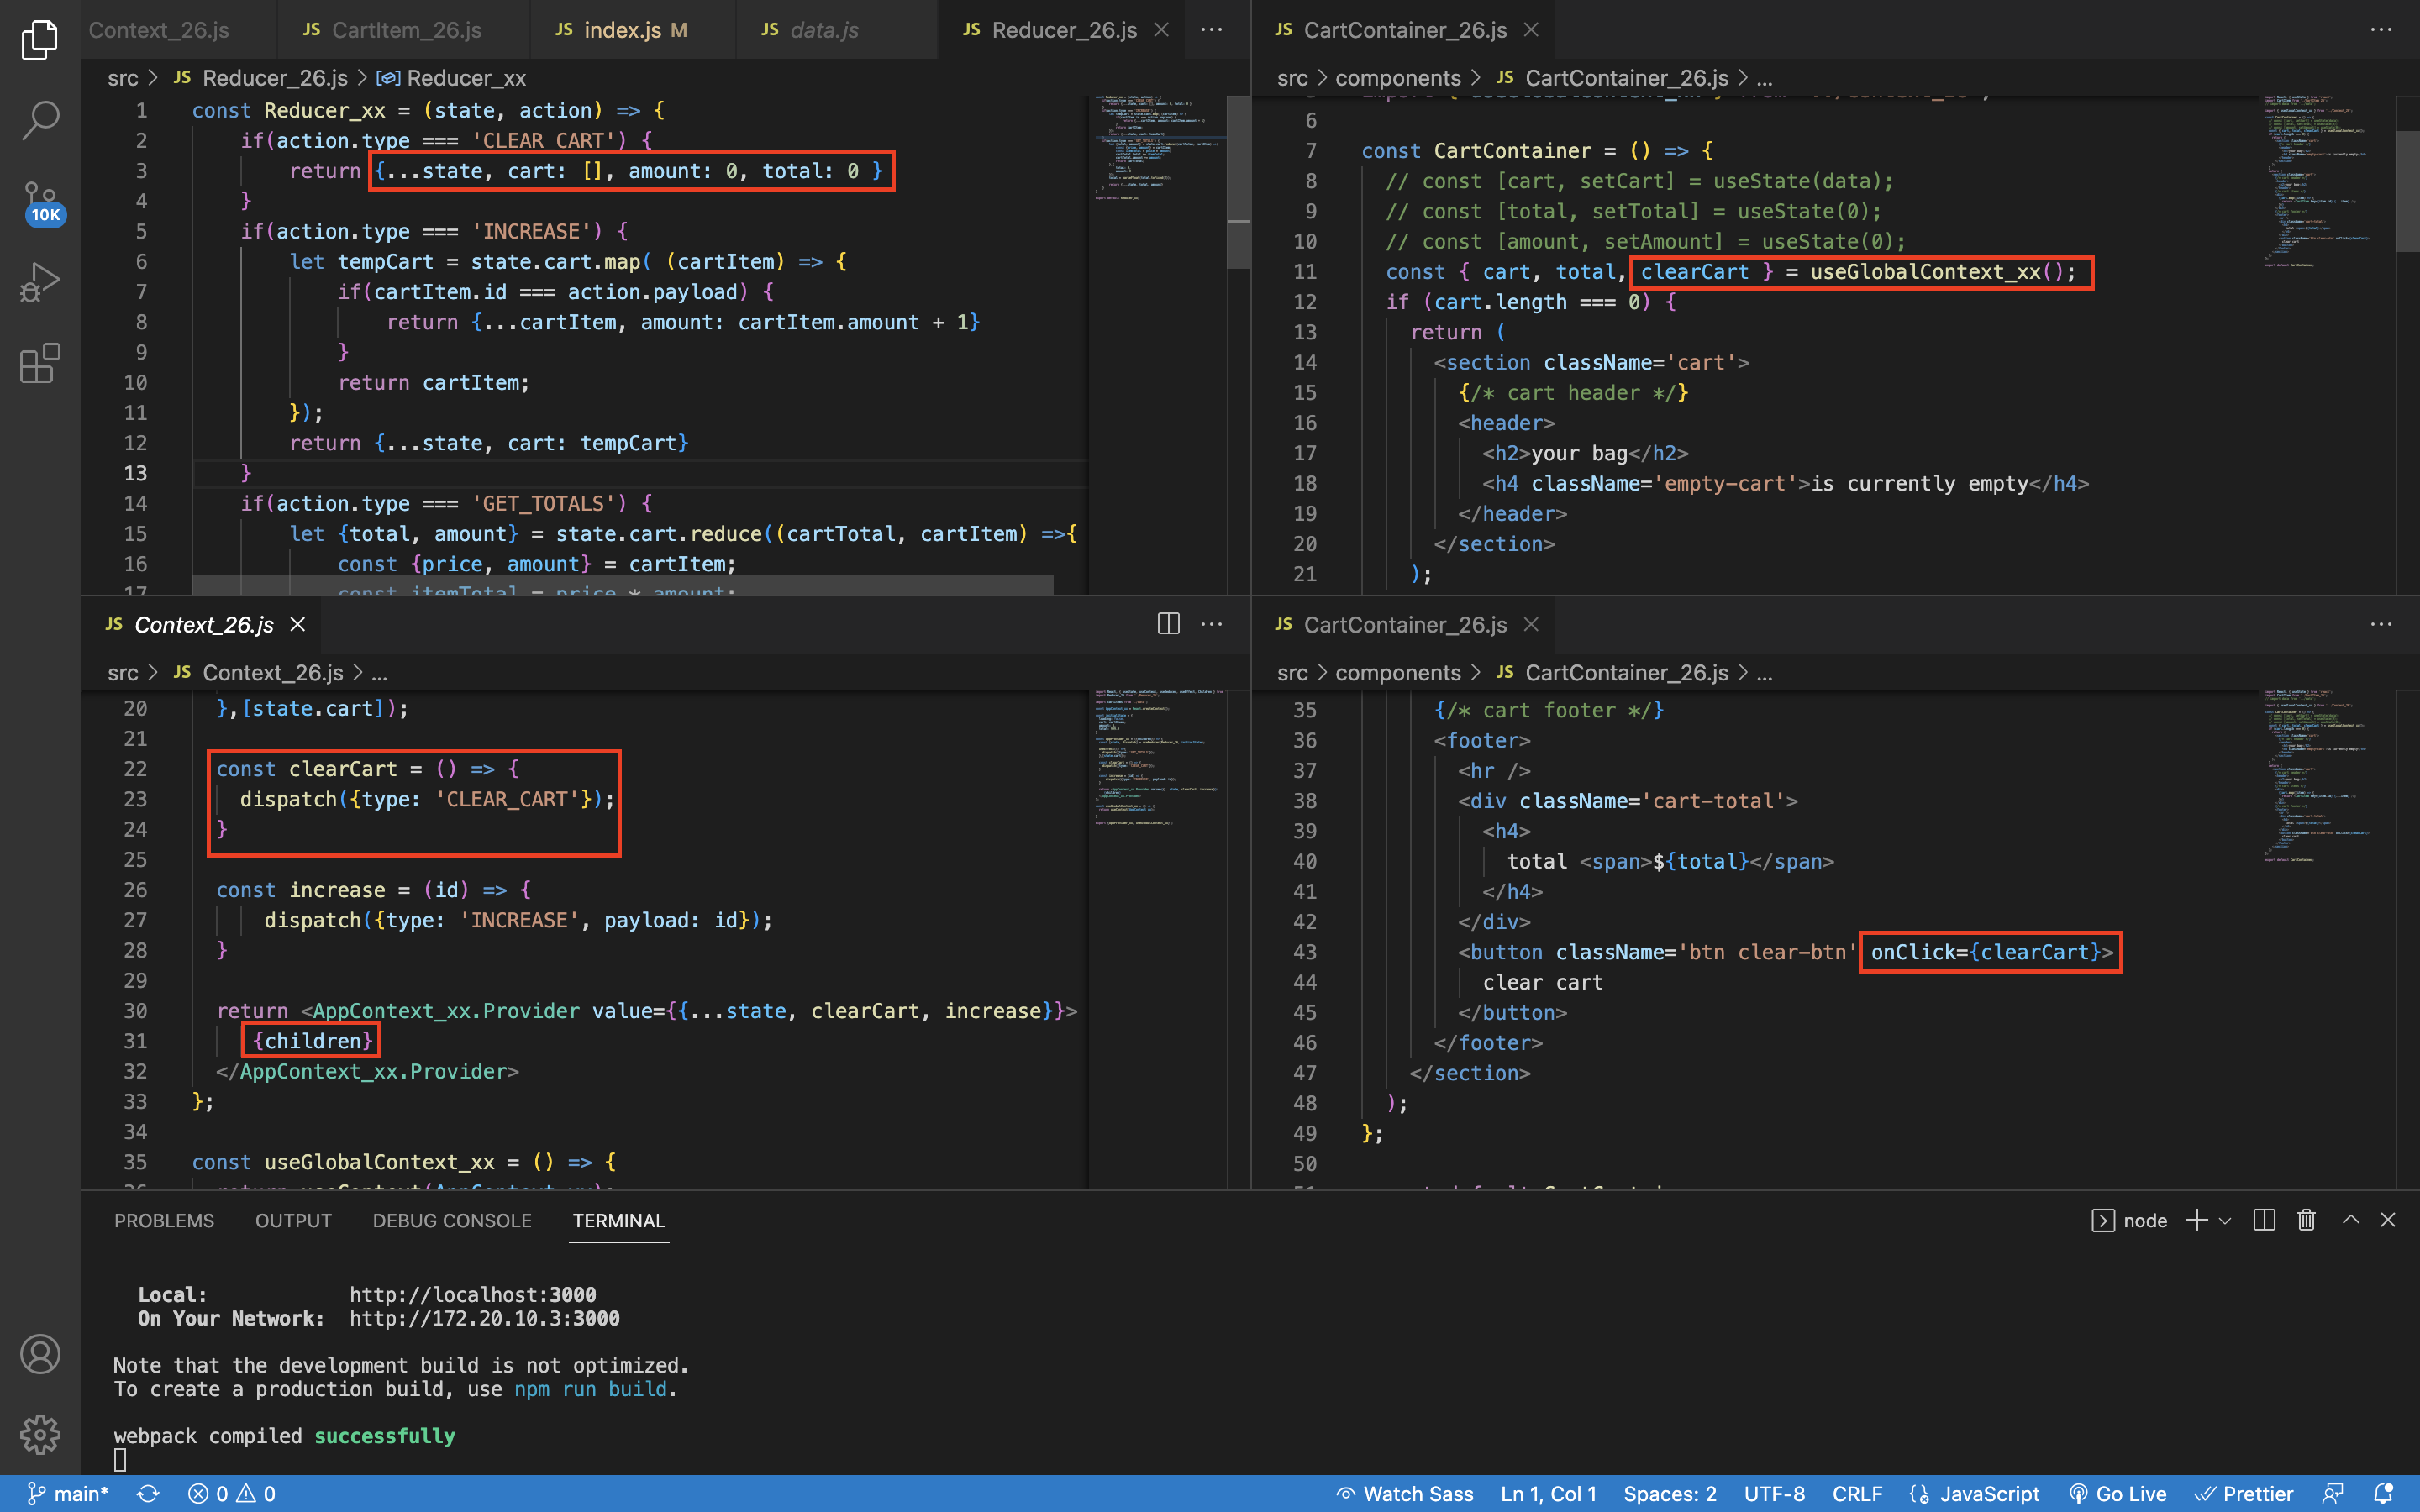 Context_26.js
JS CartItem_26.js
JS index.js M
JS data.js
JS Reducer_26.js
src > JS Reducer_26.js > Reducer_xx
1 const Reducer_xx = (state, action) => {
2 if(action.type === 'CLEAR_CART') {
3 return {...state, cart: [], amount: 0, total: 0 }
4 }
5 if(action.type === 'INCREASE') {
6 let tempCart = state.cart.map( (cartItem) => {
7 if(cartItem.id === action.payload) {
8 return {...cartItem, amount: cartItem.amount + 1}
9 }
10 return cartItem;
11 });
12 return {...state, cart: tempCart}
13 }
14 if(action.type === 'GET_TOTALS') {
15 let {total, amount} = state.cart.reduce((cartTotal, cartItem) =>{
16 const {price, amount} = cartItem;
17 const itemTotal = price * amount;
JS CartContainer_26.js
src > components > JS CartContainer_26.js > ...
6
7 const CartContainer = () => {
8 // const [cart, setCart] = useState(data);
9 // const [total, setTotal] = useState(0);
10 // const [amount, setAmount] = useState(0);
11 const { cart, total, clearCart } = useGlobalContext_xx();
12 if (cart.length === 0) {
13 return (
14 <section className='cart'>
15 {/* cart header */}
16 <header>
17 <h2>your bag</h2>
18 <h4 className='empty-cart'>is currently empty</h4>
19 </header>
20 </section>
21 );
JS Context_26.js
src > JS Context_26.js > ...
20 },[state.cart]);
21
22 const clearCart = () => {
23 dispatch({type: 'CLEAR_CART'});
24 }
25
26 const increase = (id) => {
27 dispatch({type: 'INCREASE', payload: id});
28 }
29
30 return <AppContext_xx.Provider value={{...state, clearCart, increase}}>
31 {children}
32 </AppContext_xx.Provider>
33 };
34
35 const useGlobalContext_xx = () => {
36 return useContext(AppContext_xx);
JS CartContainer_26.js
src > components > JS CartContainer_26.js > ...
35 {/* cart footer */}
36 <footer>
37 <hr />
38 <div className='cart-total'>
39 <h4>
40 total <span>${total}</span>
41 </h4>
42 </div>
43 <button className='btn clear-btn' onClick={clearCart}>
44 clear cart
45 </button>
46 </footer>
47 </section>
48 );
49 };
50
10K
PROBLEMS OUTPUT DEBUG CONSOLE TERMINAL
node
Local: http://localhost:3000
On Your Network: http://172.20.10.3:3000
Note that the development build is not optimized.
To create a production build, use npm run build.
webpack compiled successfully
main* 0 0 Watch Sass Ln 1, Col 1 Spaces: 2 UTF-8 CRLF JavaScript Go Live Prettier